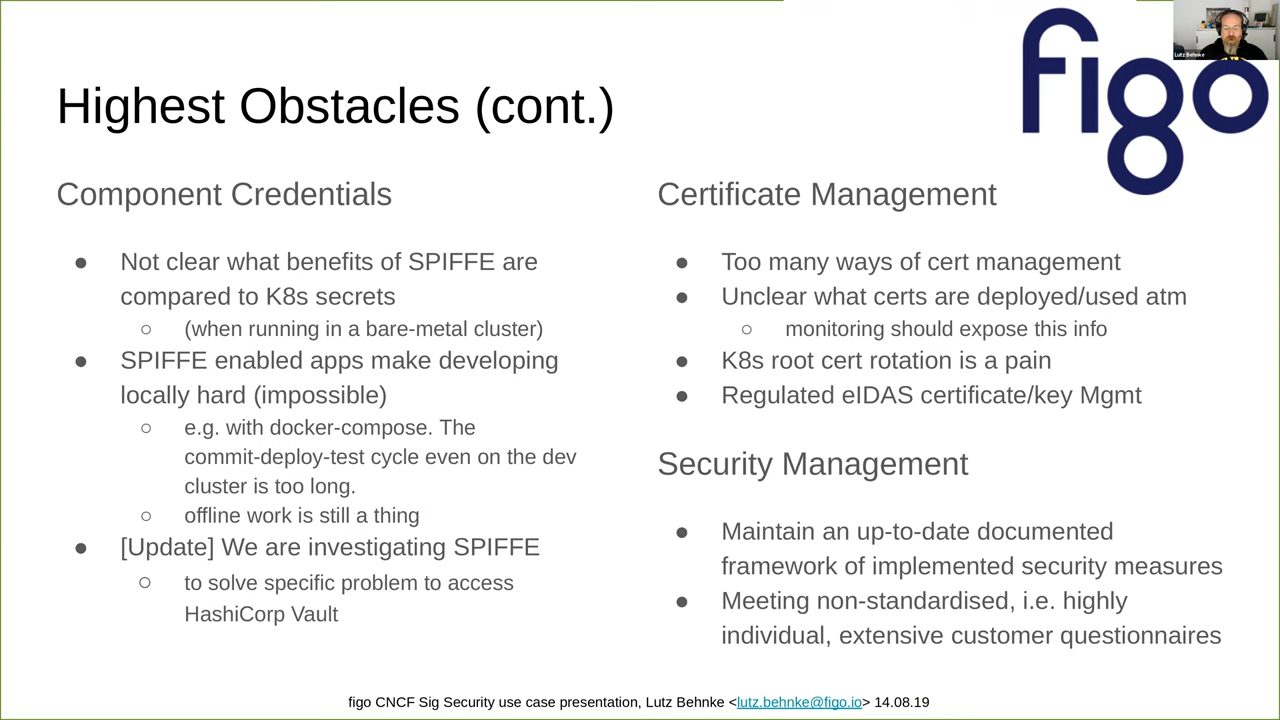 figo
Lutz Behnke
Highest Obstacles (cont.)
Component Credentials
● Not clear what benefits of SPIFFE are
compared to K8s secrets
○ (when running in a bare-metal cluster)
● SPIFFE enabled apps make developing
locally hard (impossible)
○ e.g. with docker-compose. The
commit-deploy-test cycle even on the dev
cluster is too long.
○ offline work is still a thing
● [Update] We are investigating SPIFFE
○ to solve specific problem to access
HashiCorp Vault
Certificate Management
● Too many ways of cert management
● Unclear what certs are deployed/used atm
○ monitoring should expose this info
● K8s root cert rotation is a pain
● Regulated eIDAS certificate/key Mgmt
Security Management
● Maintain an up-to-date documented
framework of implemented security measures
● Meeting non-standardised, i.e. highly
individual, extensive customer questionnaires
figo CNCF Sig Security use case presentation, Lutz Behnke <lutz.behnke@figo.io> 14.08.19